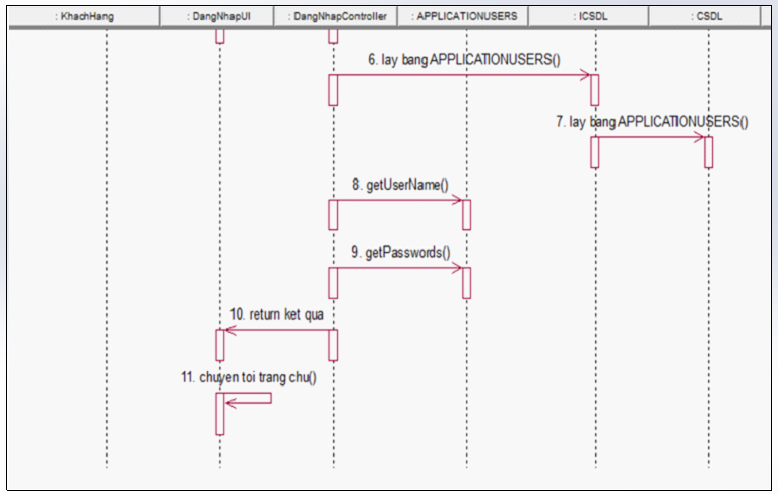 : KhachHang
: DangNhapUI
: DangNhapController
: APPLICATIONUSERS
: ICSDL
: CSDL
6. lay bang APPLICATIONUSERS()
7. lay bang APPLICATIONUSERS()
8. getUserName()
9. getPasswords()
10. return ket qua
11. chuyen toi trang chu()